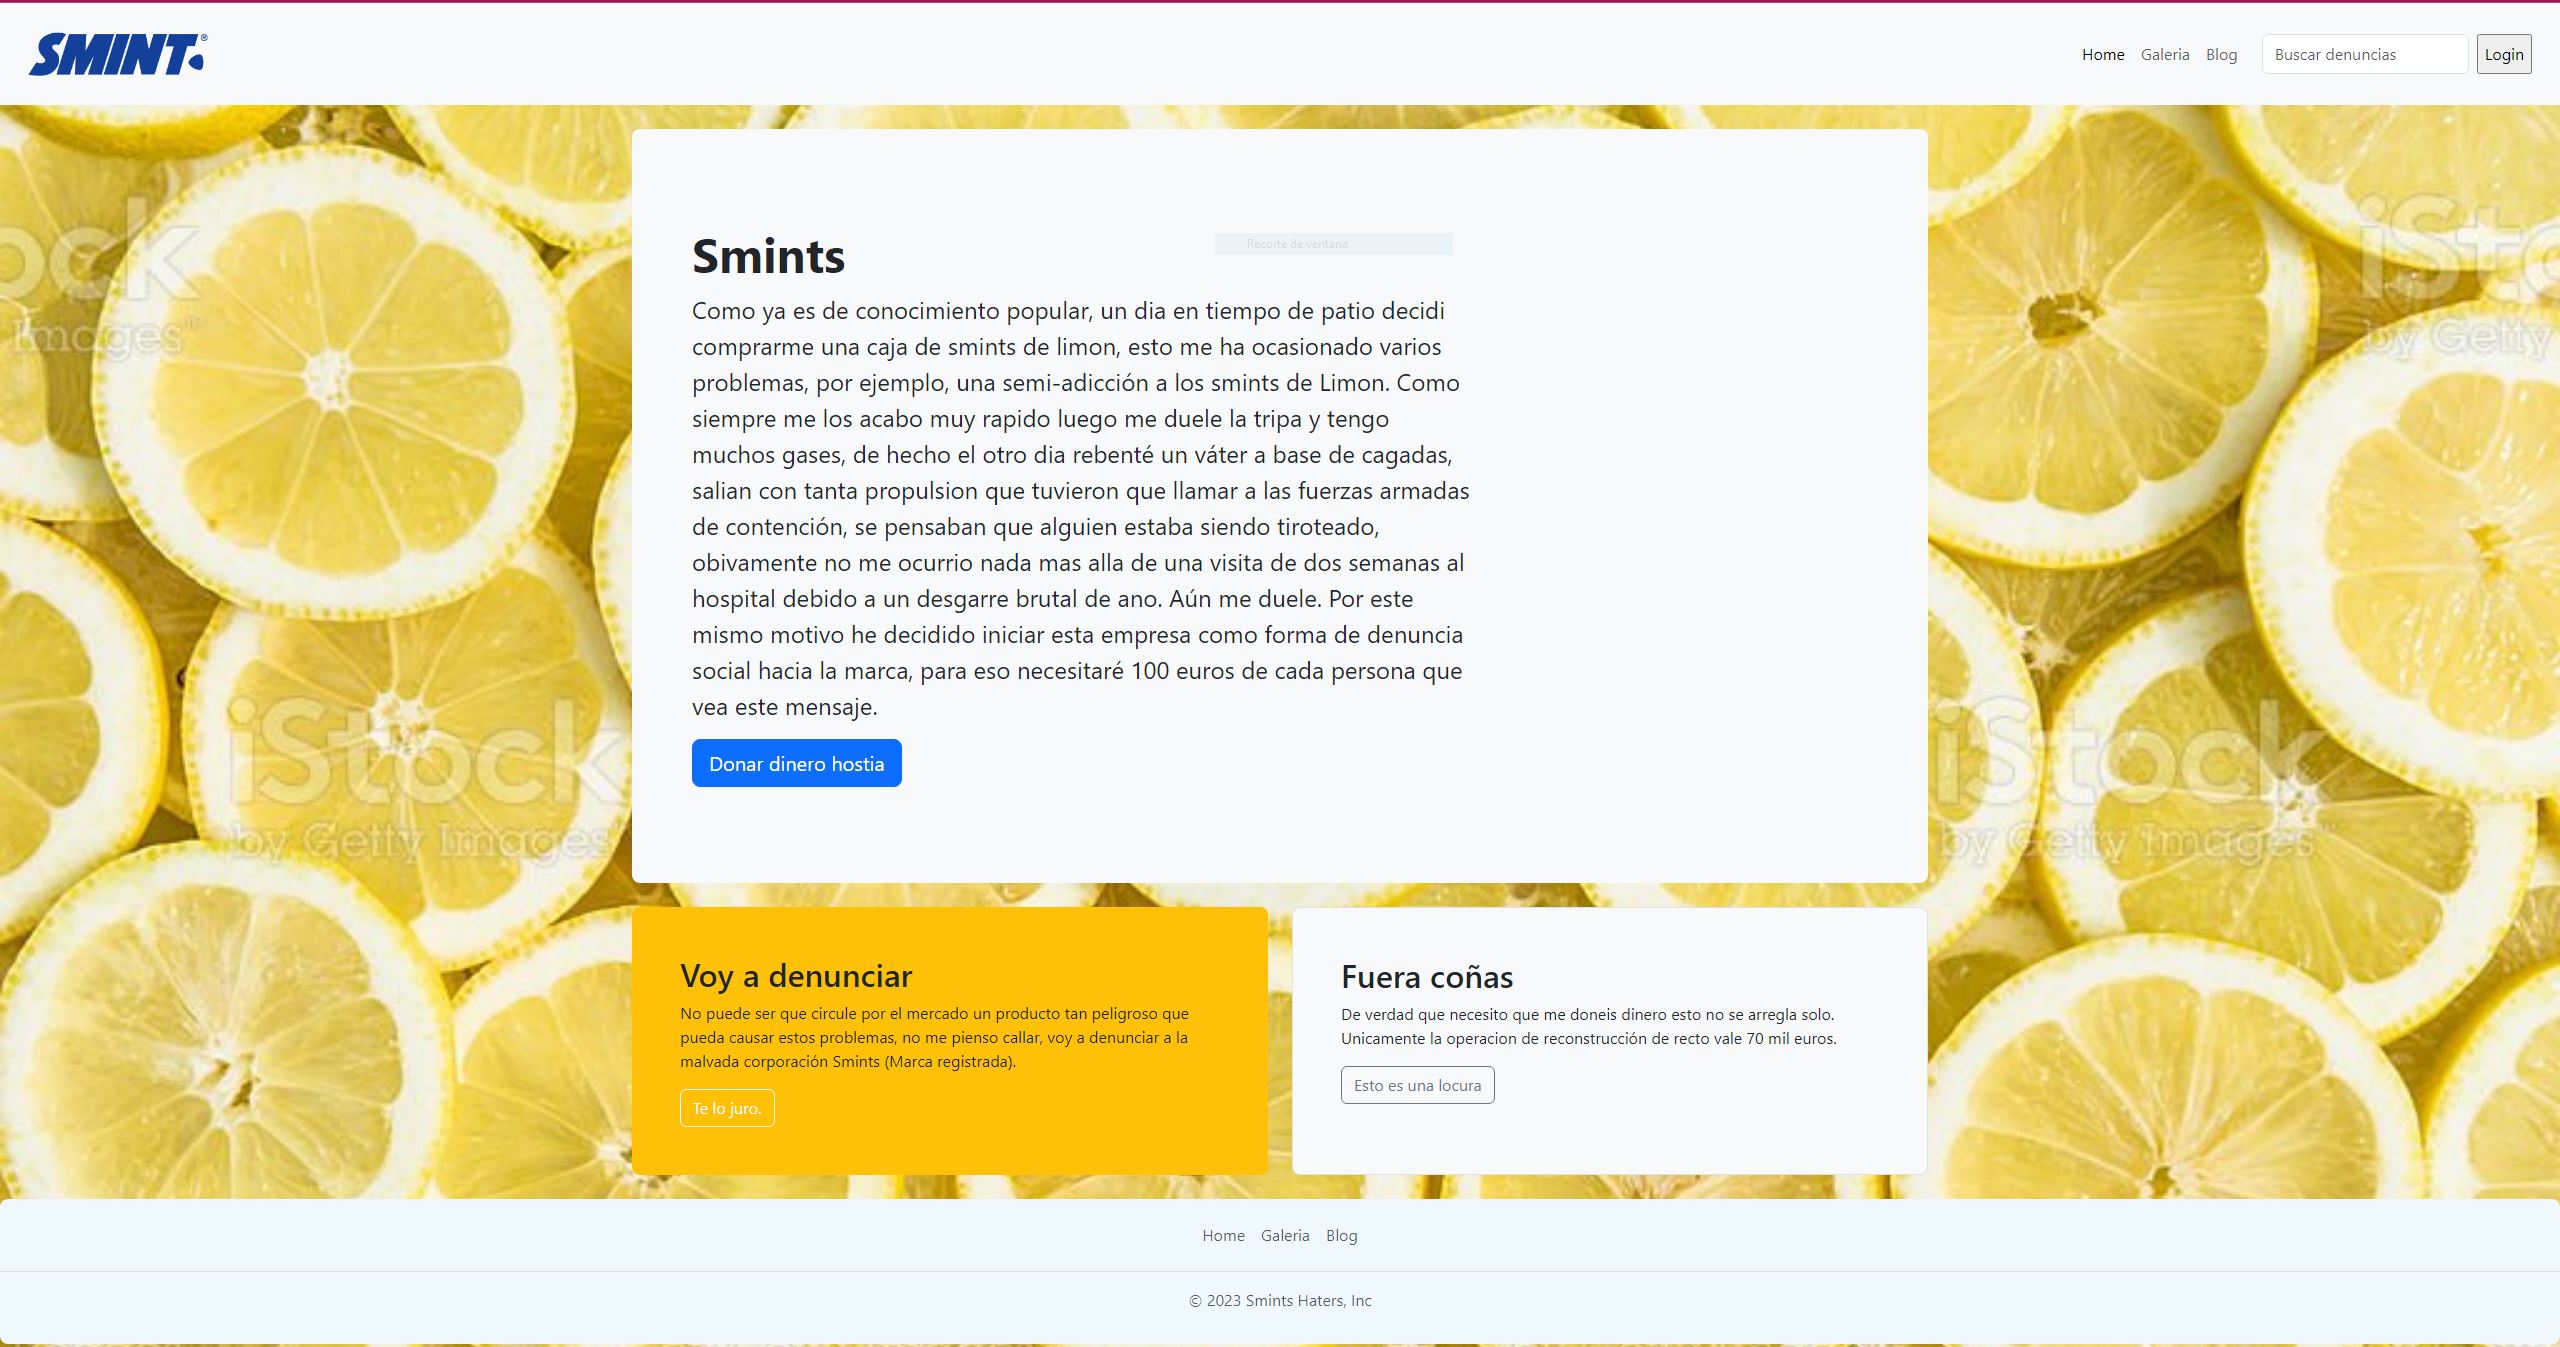 SMINT®
Home Galeria Blog Buscar denuncias Login
Recorte de ventana
Smints
Como ya es de conocimiento popular, un dia en tiempo de patio decidi
comprarme una caja de smints de limon, esto me ha ocasionado varios
problemas, por ejemplo, una semi-adicción a los smints de Limon. Como
siempre me los acabo muy rapido luego me duele la tripa y tengo
muchos gases, de hecho el otro dia rebenté un váter a base de cagadas,
salian con tanta propulsion que tuvieron que llamar a las fuerzas armadas
de contención, se pensaban que alguien estaba siendo tiroteado,
obivamente no me ocurrio nada mas alla de una visita de dos semanas al
hospital debido a un desgarre brutal de ano. Aún me duele. Por este
mismo motivo he decidido iniciar esta empresa como forma de denuncia
social hacia la marca, para eso necesitaré 100 euros de cada persona que
vea este mensaje.
Donar dinero hostia
tock
Images™
iSto
by Getty
iStock
by Getty Images
iStock
by Getty Images™
Voy a denunciar
No puede ser que circule por el mercado un producto tan peligroso que
pueda causar estos problemas, no me pienso callar, voy a denunciar a la
malvada corporación Smints (Marca registrada).
Te lo juro.
Fuera coñas
De verdad que necesito que me doneis dinero esto no se arregla solo.
Unicamente la operacion de reconstrucción de recto vale 70 mil euros.
Esto es una locura
Home Galeria Blog
© 2023 Smints Haters, Inc